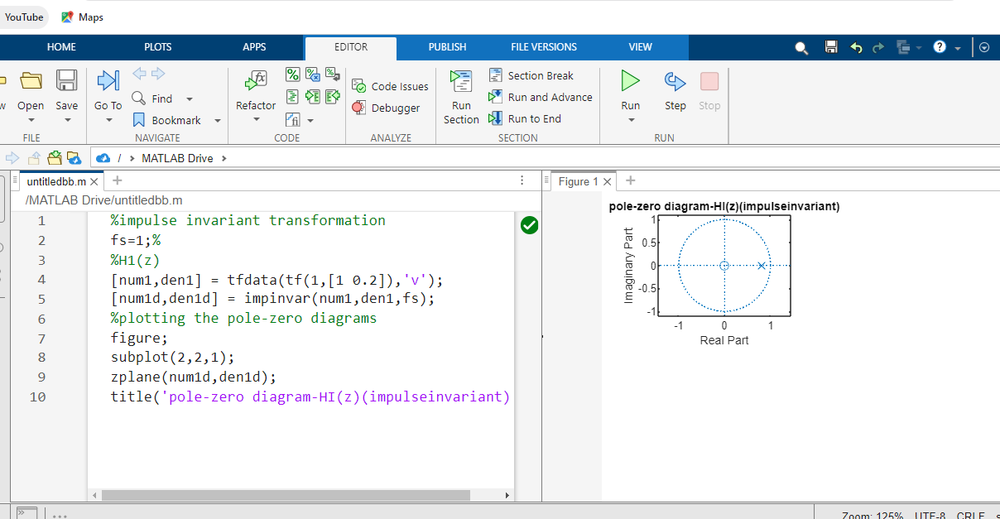 YouTube Maps
HOME PLOTS APPS EDITOR PUBLISH FILE VERSIONS VIEW
Open Save Go To Find Bookmark Refactor Code Issues Debugger Run Section Section Break Run and Advance Run to End Run Step Stop
FILE NAVIGATE CODE ANALYZE SECTION RUN
/ > MATLAB Drive >
untitledbb.m
/MATLAB Drive/untitledbb.m
1 %impulse invariant transformation
2 fs=1;%
3 %H1(z)
4 [num1,den1] = tfdata(tf(1,[1 0.2]),'v');
5 [num1d,den1d] = impinvar(num1,den1,fs);
6 %plotting the pole-zero diagrams
7 figure;
8 subplot(2,2,1);
9 zplane(num1d,den1d);
10 title('pole-zero diagram-HI(z)(impulseinvariant)
Figure 1
pole-zero diagram-HI(z)(impulseinvariant)
Imaginary Part
1
0.5
0
-0.5
-1
-1 0 1
Real Part
Zoom: 125% UTF-8 CRLF